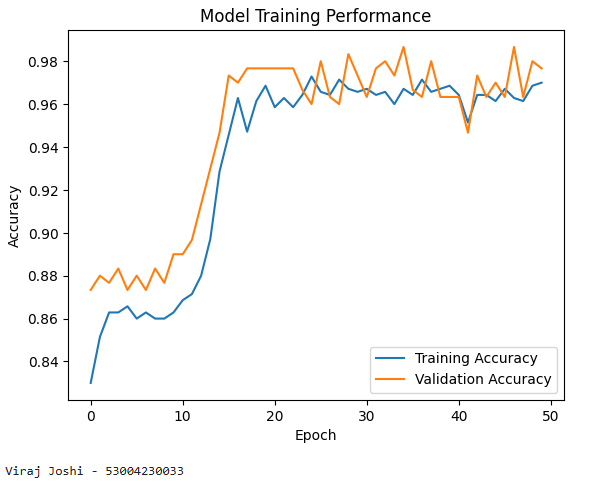 Model Training Performance
0.98
0.96
0.94
0.92
0.90
0.88
0.86
0.84
Accuracy
Training Accuracy
Validation Accuracy
0 10 20 30 40 50
Epoch
Viraj Joshi - 53004230033